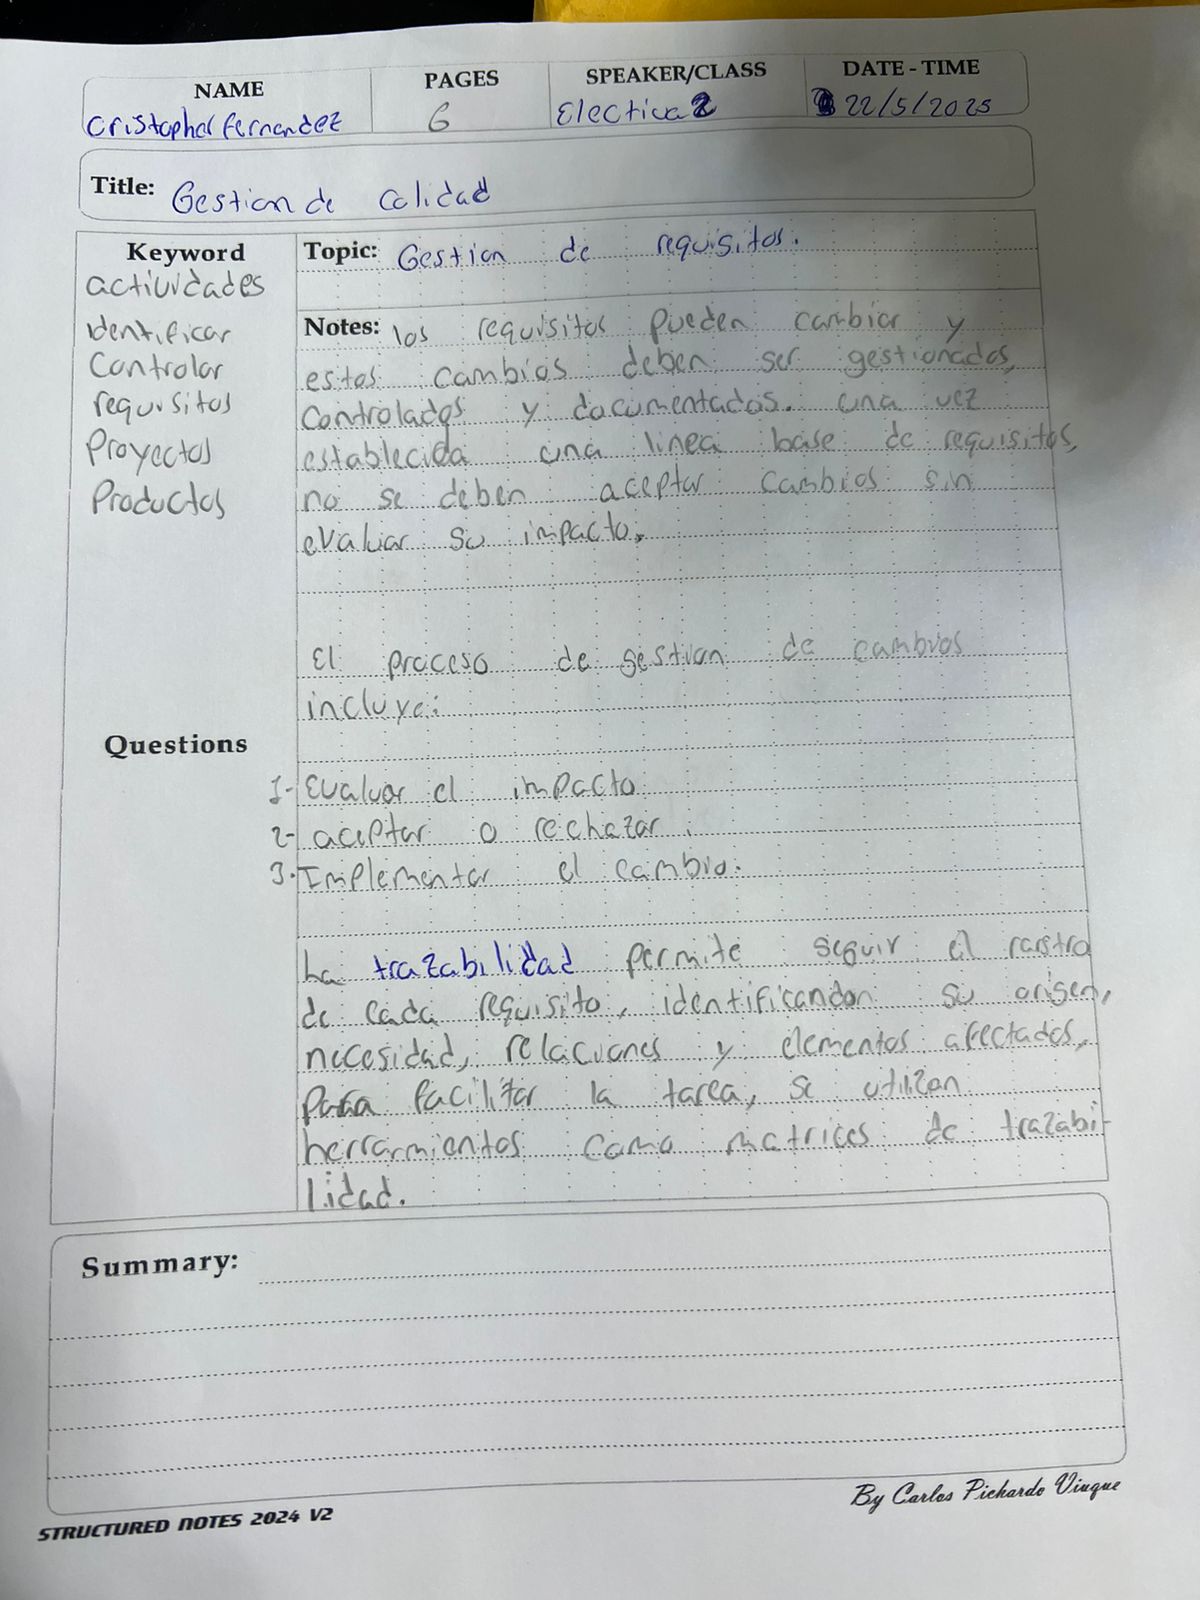 NAME PAGES SPEAKER/CLASS DATE - TIME
Cristopher Fernandez 6 Electiva 2 22/5/2025
Title: Gestion de Calidad
Keyword
actividades
Identificar
Controlar
requisitos
Proyectos
Productos
Topic: Gestion de requisitos.
Notes: los requisitos pueden cambiar y
estos cambios deben ser gestionados,
Controlados y documentados. una vez
establecida una linea base de requisitos,
no se deben aceptar cambios sin
evaluar su impacto.
El proceso de gestion de cambios
incluye:
Questions
1- Evaluar el impacto
2- aceptar o rechazar.
3- Implementar el cambio.
La trazabilidad permite seguir el rastro
de cada requisito, identificandon su origen,
necesidad, relaciones y elementos afectados,
para facilitar la tarea, se utilizan
herramientas como matrices de trazabi-
lidad.
Summary:
By Carlos Pichardo Viuque
STRUCTURED NOTES 2024 V2